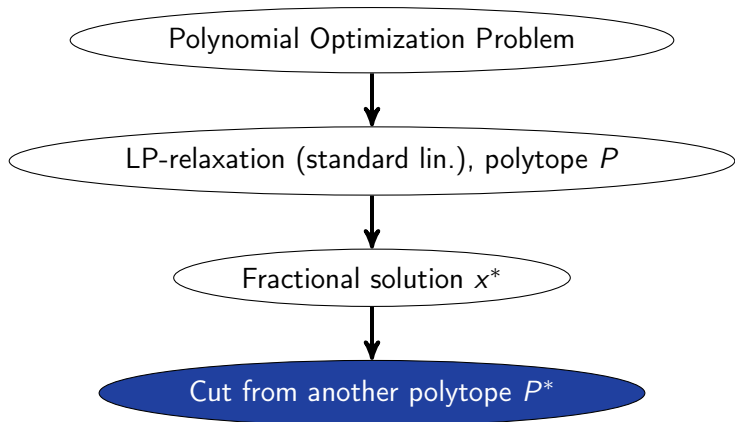 Polynomial Optimization Problem
LP-relaxation (standard lin.), polytope P
Fractional solution x*
Cut from another polytope P*